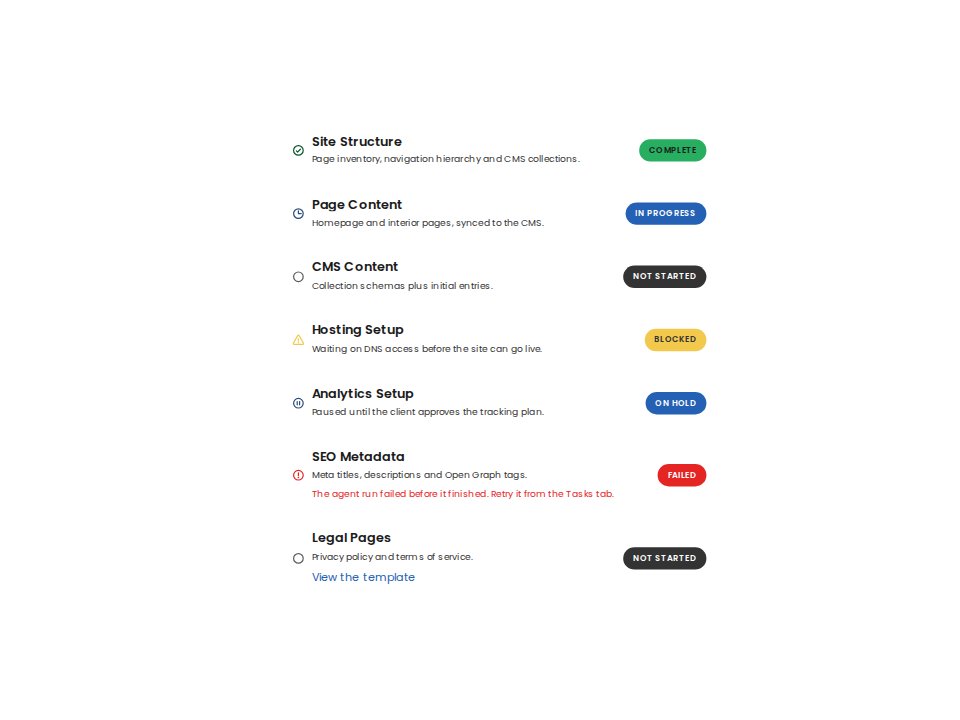 Site Structure
Page inventory, navigation hierarchy and CMS collections.
COMPLETE
Page Content
Homepage and interior pages, synced to the CMS.
IN PROGRESS
CMS Content
Collection schemas plus initial entries.
NOT STARTED
Hosting Setup
Waiting on DNS access before the site can go live.
BLOCKED
Analytics Setup
Paused until the client approves the tracking plan.
ON HOLD
SEO Metadata
Meta titles, descriptions and Open Graph tags.
The agent run failed before it finished. Retry it from the Tasks tab.
FAILED
Legal Pages
Privacy policy and terms of service.
View the template
NOT STARTED